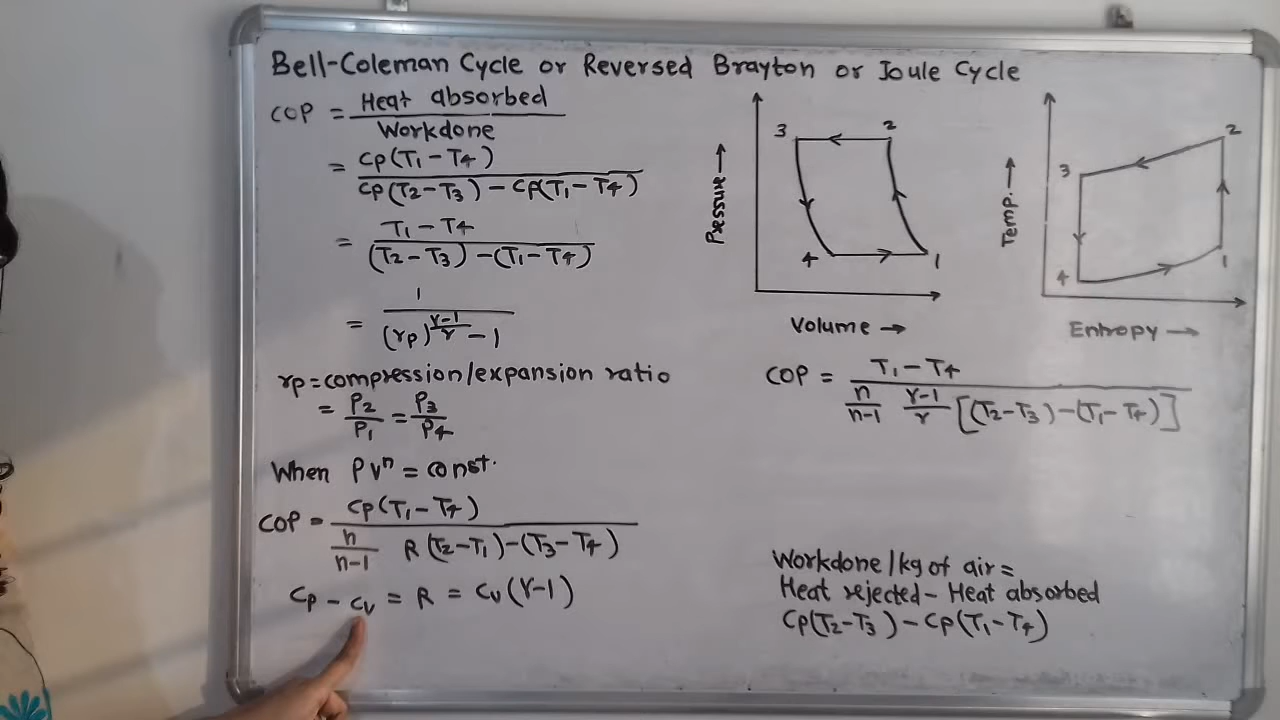 Bell-Coleman Cycle or Reversed Brayton or Joule Cycle
COP = Heat absorbed / Workdone
= Cp(T1 - T4) / Cp(T2 - T3) - Cp(T1 - T4)
= T1 - T4 / (T2 - T3) - (T1 - T4)
= 1 / (rp)^(γ-1/γ) - 1
rp = compression/expansion ratio
= P2/P1 = P3/P4
When PV^n = const.
COP = Cp(T1 - T4) / n/n-1 R(T2 - T1) - (T3 - T4)
Cp - Cv = R = Cv(γ-1)
3 2
4 1
Pressure →
Volume →
2
3
4 1
Temp. →
Entropy →
COP = T1 - T4 / n/n-1 γ-1/γ [(T2 - T3) - (T1 - T4)]
Workdone/kg of air =
Heat rejected - Heat absorbed
Cp(T2 - T3) - Cp(T1 - T4)